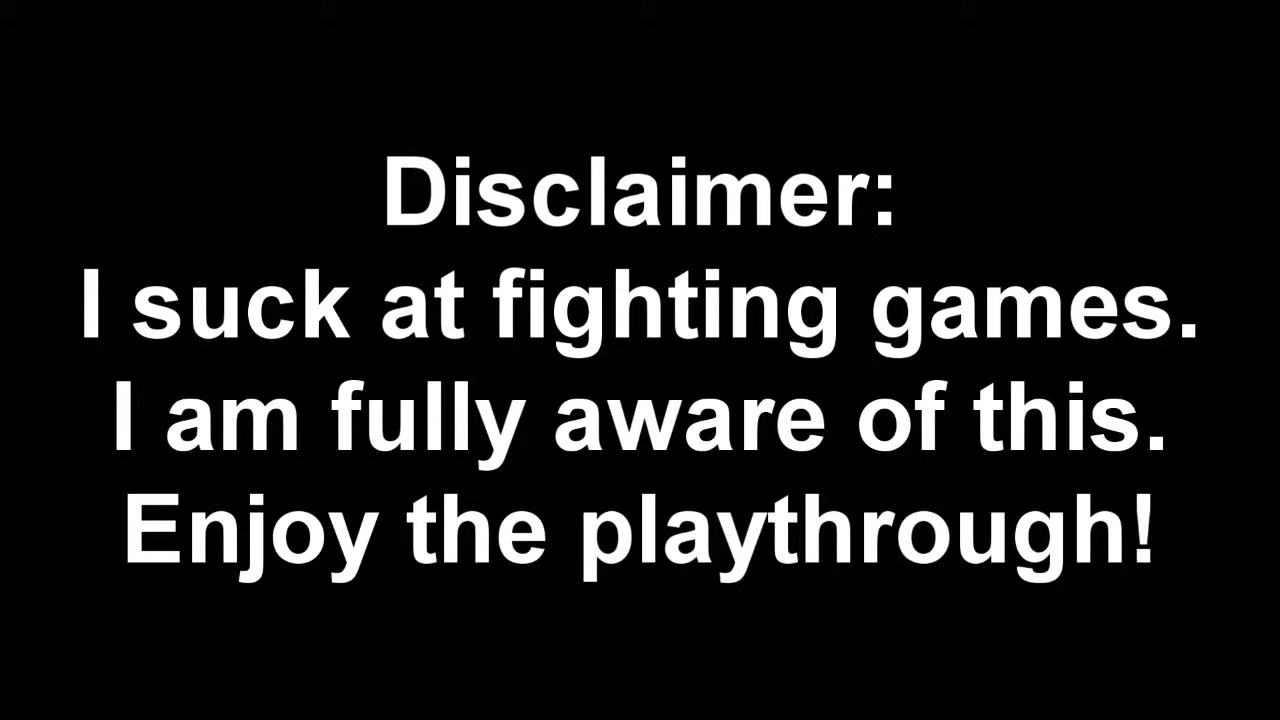 Disclaimer:
I suck at fighting games.
I am fully aware of this.
Enjoy the playthrough!